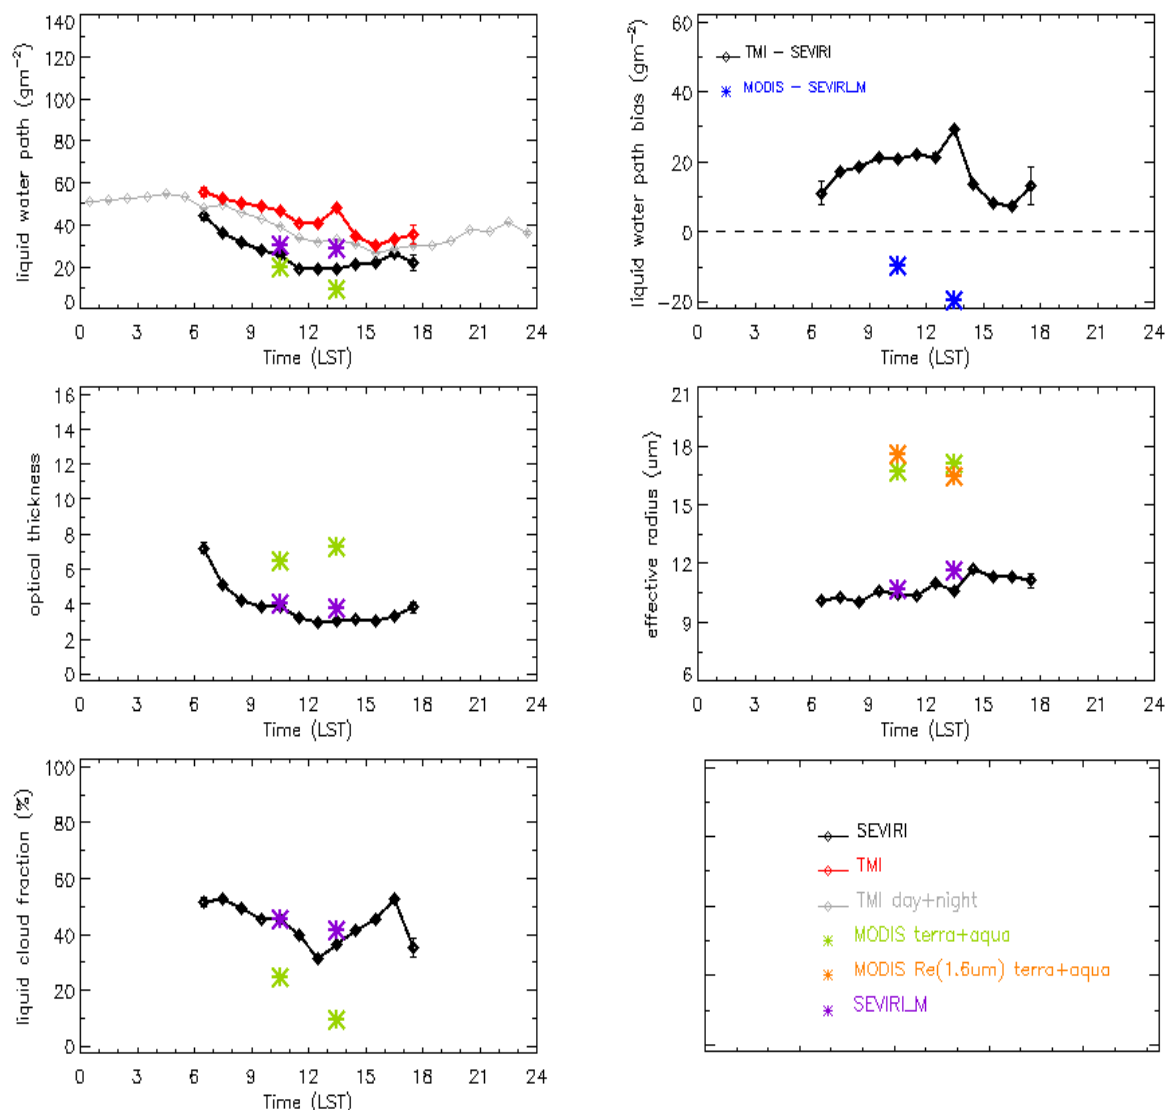 liquid water path (gm⁻²)
140
120
100
80
60
40
20
0
0 3 6 9 12 15 18 21 24
Time (LST)
liquid water path bias (gm⁻²)
60
40
20
0
−20
TMI − SEVIRI
MODIS − SEVIRI_M
0 3 6 9 12 15 18 21 24
Time (LST)
optical thickness
16
14
12
10
8
6
4
2
0
0 3 6 9 12 15 18 21 24
Time (LST)
effective radius (um)
21
18
15
12
9
6
0 3 6 9 12 15 18 21 24
Time (LST)
liquid cloud fraction (%)
100
80
60
40
20
0
0 3 6 9 12 15 18 21 24
Time (LST)
SEVIRI
TMI
TMI day+night
MODIS terra+aqua
MODIS Re(1.6um) terra+aqua
SEVIRI_M